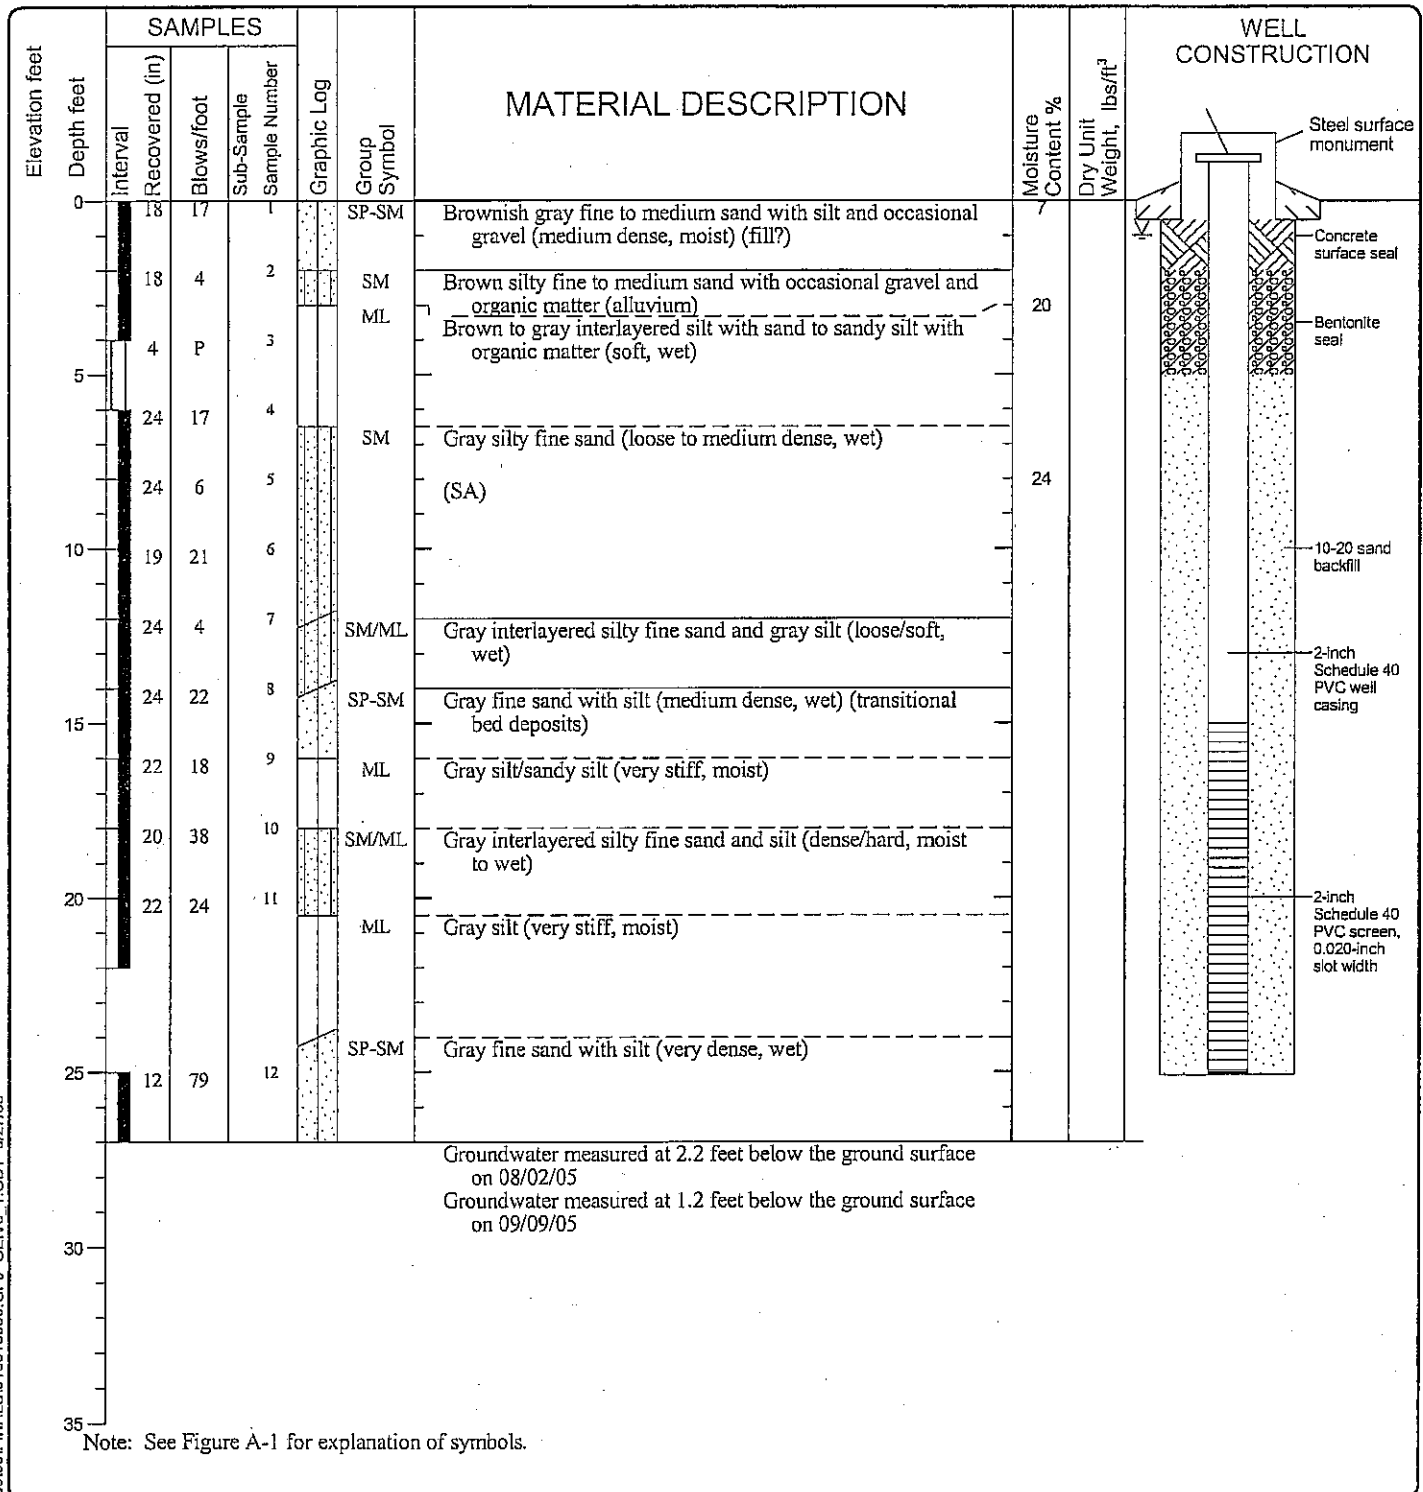 SAMPLES
Elevation feet
Depth feet
Interval
Recovered (in)
Blows/foot
Sub-Sample
Sample Number
Graphic Log
Group
Symbol
MATERIAL DESCRIPTION
Moisture
Content %
Dry Unit
Weight, lbs/ft³
WELL
CONSTRUCTION
Steel surface
monument
0 18 17 1 SP-SM Brownish gray fine to medium sand with silt and occasional 7
gravel (medium dense, moist) (fill?)
Concrete
surface seal
18 4 2 SM Brown silty fine to medium sand with occasional gravel and
organic matter (alluvium) 20
ML Brown to gray interlayered silt with sand to sandy silt with
organic matter (soft, wet)
4 P 3
Bentonite
seal
5
24 17 4
SM Gray silty fine sand (loose to medium dense, wet)
24 6 5 (SA) 24
10 19 21 6
10-20 sand
backfill
24 4 7 SM/ML Gray interlayered silty fine sand and gray silt (loose/soft,
wet)
2-inch
Schedule 40
PVC well
casing
24 22 8 SP-SM Gray fine sand with silt (medium dense, wet) (transitional
bed deposits)
15
22 18 9 ML Gray silt/sandy silt (very stiff, moist)
20 38 10 SM/ML Gray interlayered silty fine sand and silt (dense/hard, moist
to wet)
20 22 24 11
2-inch
Schedule 40
PVC screen,
0.020-inch
slot width
ML Gray silt (very stiff, moist)
SP-SM Gray fine sand with silt (very dense, wet)
25 12 79 12
Groundwater measured at 2.2 feet below the ground surface
on 08/02/05
Groundwater measured at 1.2 feet below the ground surface
on 09/09/05
30
35
Note: See Figure A-1 for explanation of symbols.